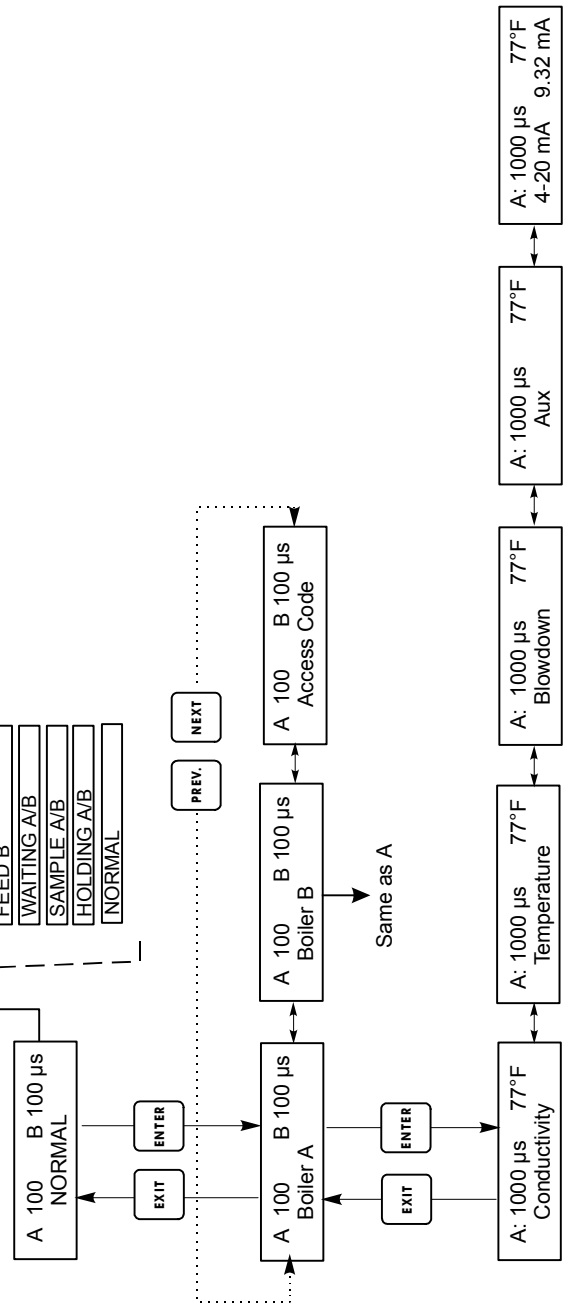 FEED B
WAITING A/B
SAMPLE A/B
HOLDING A/B
NORMAL
A 100 B 100 µs
NORMAL
EXIT
ENTER
PREV.
NEXT
A 100 B 100 µs
Boiler A
A 100 B 100 µs
Boiler B
A 100 B 100 µs
Access Code
Same as A
EXIT
ENTER
A: 1000 µs 77°F
Conductivity
A: 1000 µs 77°F
Temperature
A: 1000 µs 77°F
Blowdown
A: 1000 µs 77°F
Aux
A: 1000 µs 77°F
4-20 mA 9.32 mA